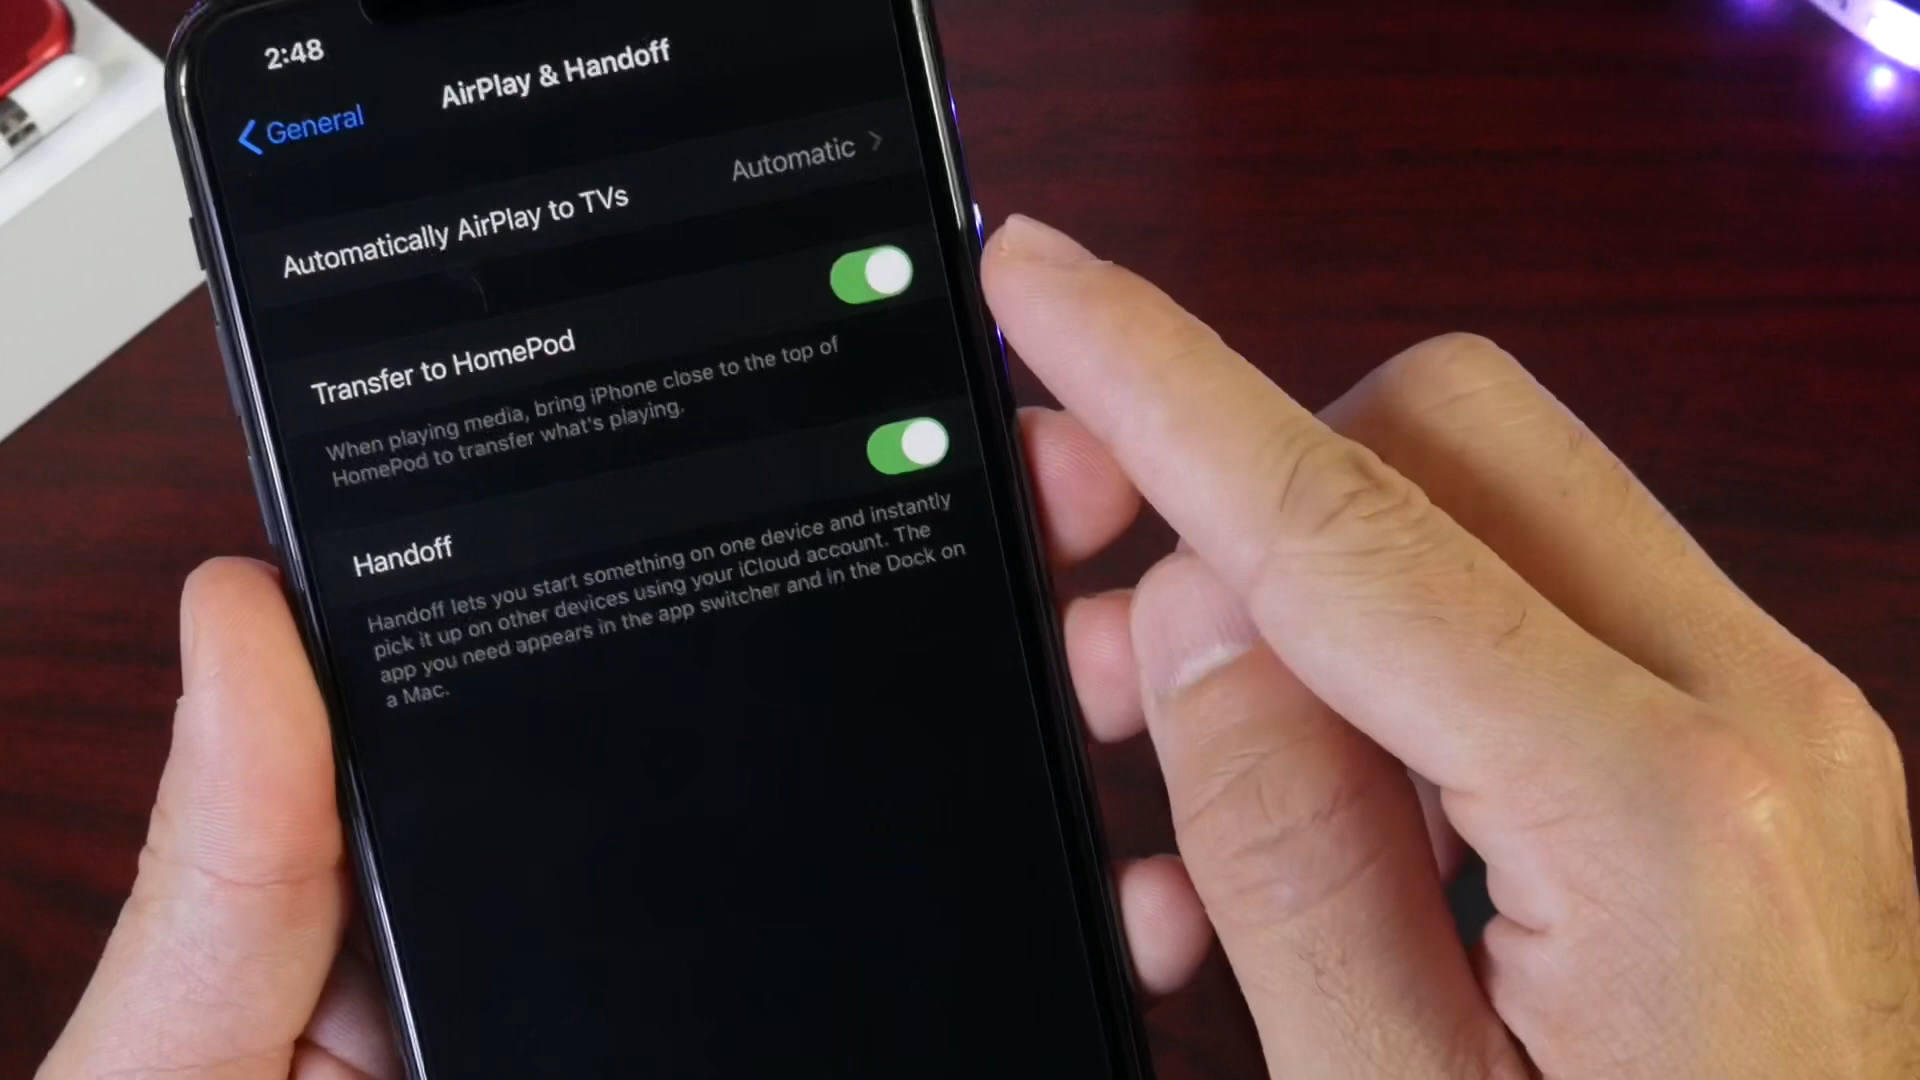 2:48
General
AirPlay & Handoff
Automatically AirPlay to TVs
Automatic
Transfer to HomePod
When playing media, bring iPhone close to the top of
HomePod to transfer what's playing.
Handoff
Handoff lets you start something on one device and instantly
pick it up on other devices using your iCloud account. The
app you need appears in the app switcher and in the Dock on
a Mac.